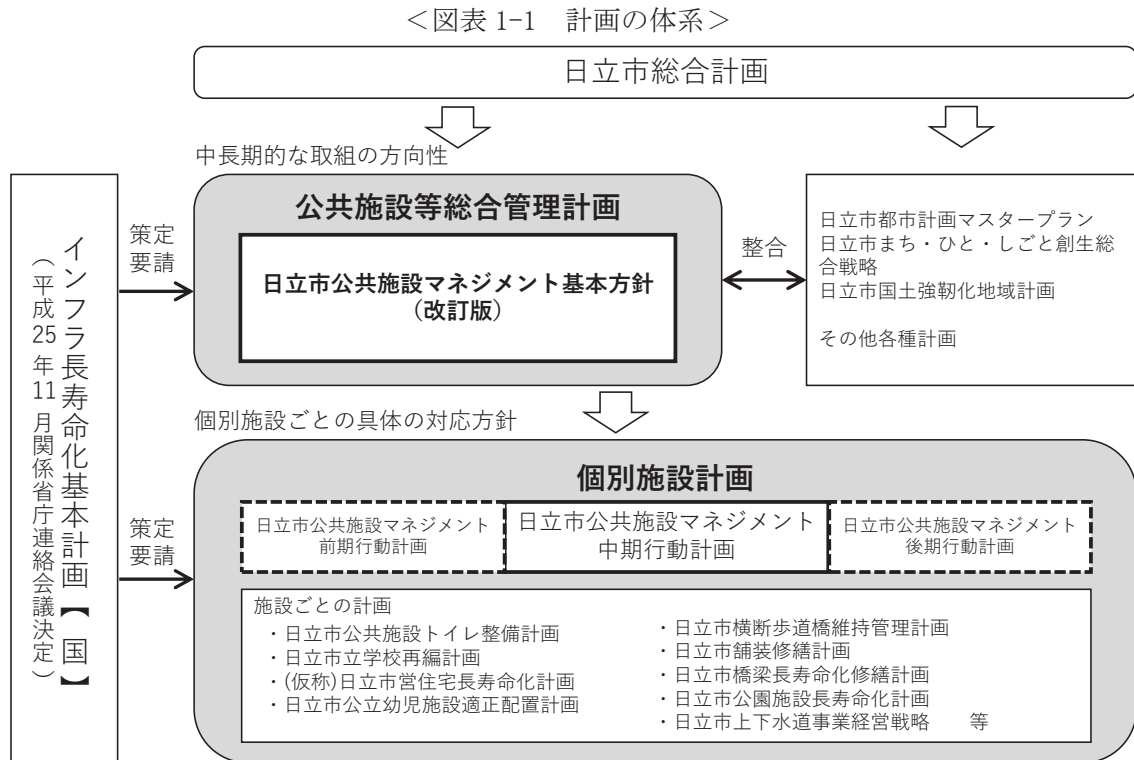 ＜図表 1-1　計画の体系＞
日立市総合計画
中長期的な取組の方向性
インフラ長寿命化基本計画【国】
（平成25年11月関係省庁連絡会議決定）
策定
要請
公共施設等総合管理計画
日立市公共施設マネジメント基本方針
（改訂版）
整合
日立市都市計画マスタープラン
日立市まち・ひと・しごと創生総
合戦略
日立市国土強靭化地域計画
その他各種計画
個別施設ごとの具体の対応方針
策定
要請
個別施設計画
日立市公共施設マネジメント
前期行動計画
日立市公共施設マネジメント
中期行動計画
日立市公共施設マネジメント
後期行動計画
施設ごとの計画
・日立市公共施設トイレ整備計画
・日立市立学校再編計画
・(仮称)日立市営住宅長寿命化計画
・日立市公立幼児施設適正配置計画
・日立市横断歩道橋維持管理計画
・日立市舗装修繕計画
・日立市橋梁長寿命化修繕計画
・日立市公園施設長寿命化計画
・日立市上下水道事業経営戦略　　等